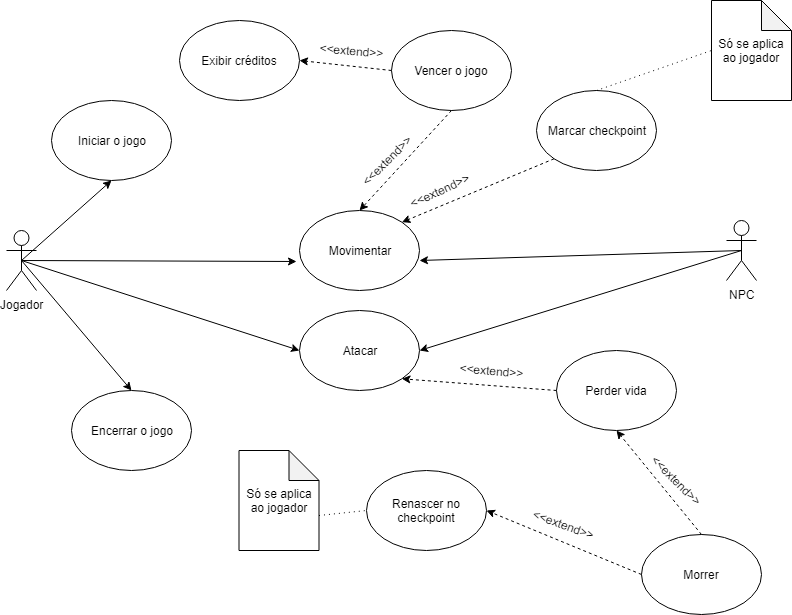 Só se aplica
ao jogador
<<extend>>
Exibir créditos
Vencer o jogo
Marcar checkpoint
Iniciar o jogo
<<extend>>
<<extend>>
Movimentar
Jogador
NPC
Atacar
<<extend>>
Perder vida
Encerrar o jogo
<<extend>>
Só se aplica
ao jogador
Renascer no
checkpoint
<<extend>>
Morrer